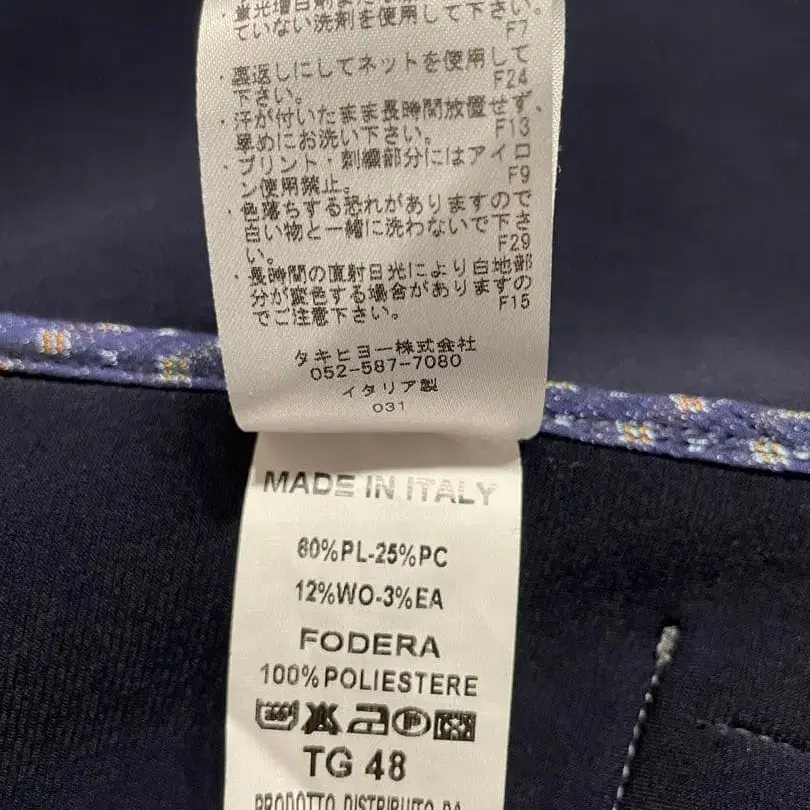 ・蛍光増白剤
ていない洗剤を使用して下さい。
F7
・裏返しにしてネットを使用して
下さい。
F24
・汗が付いたまま長時間放置せず、
早めにお洗い下さい。
F13
・プリント・刺繍部分にはアイロ
ン使用禁止。
F9
・色落ちする恐れがありますので
白い物と一緒に洗わないで下さ
い。
F29
・長時間の直射日光により白地部
分が変色する場合がありますの
でご注意下さい。
F15
タキヒヨー株式会社
052-587-7080
イタリア製
031
MADE IN ITALY
60%PL-25%PC
12%WO-3%EA
FODERA
100%POLIESTERE
P
TG 48
PRODOTTO DISTRIBUITO DA